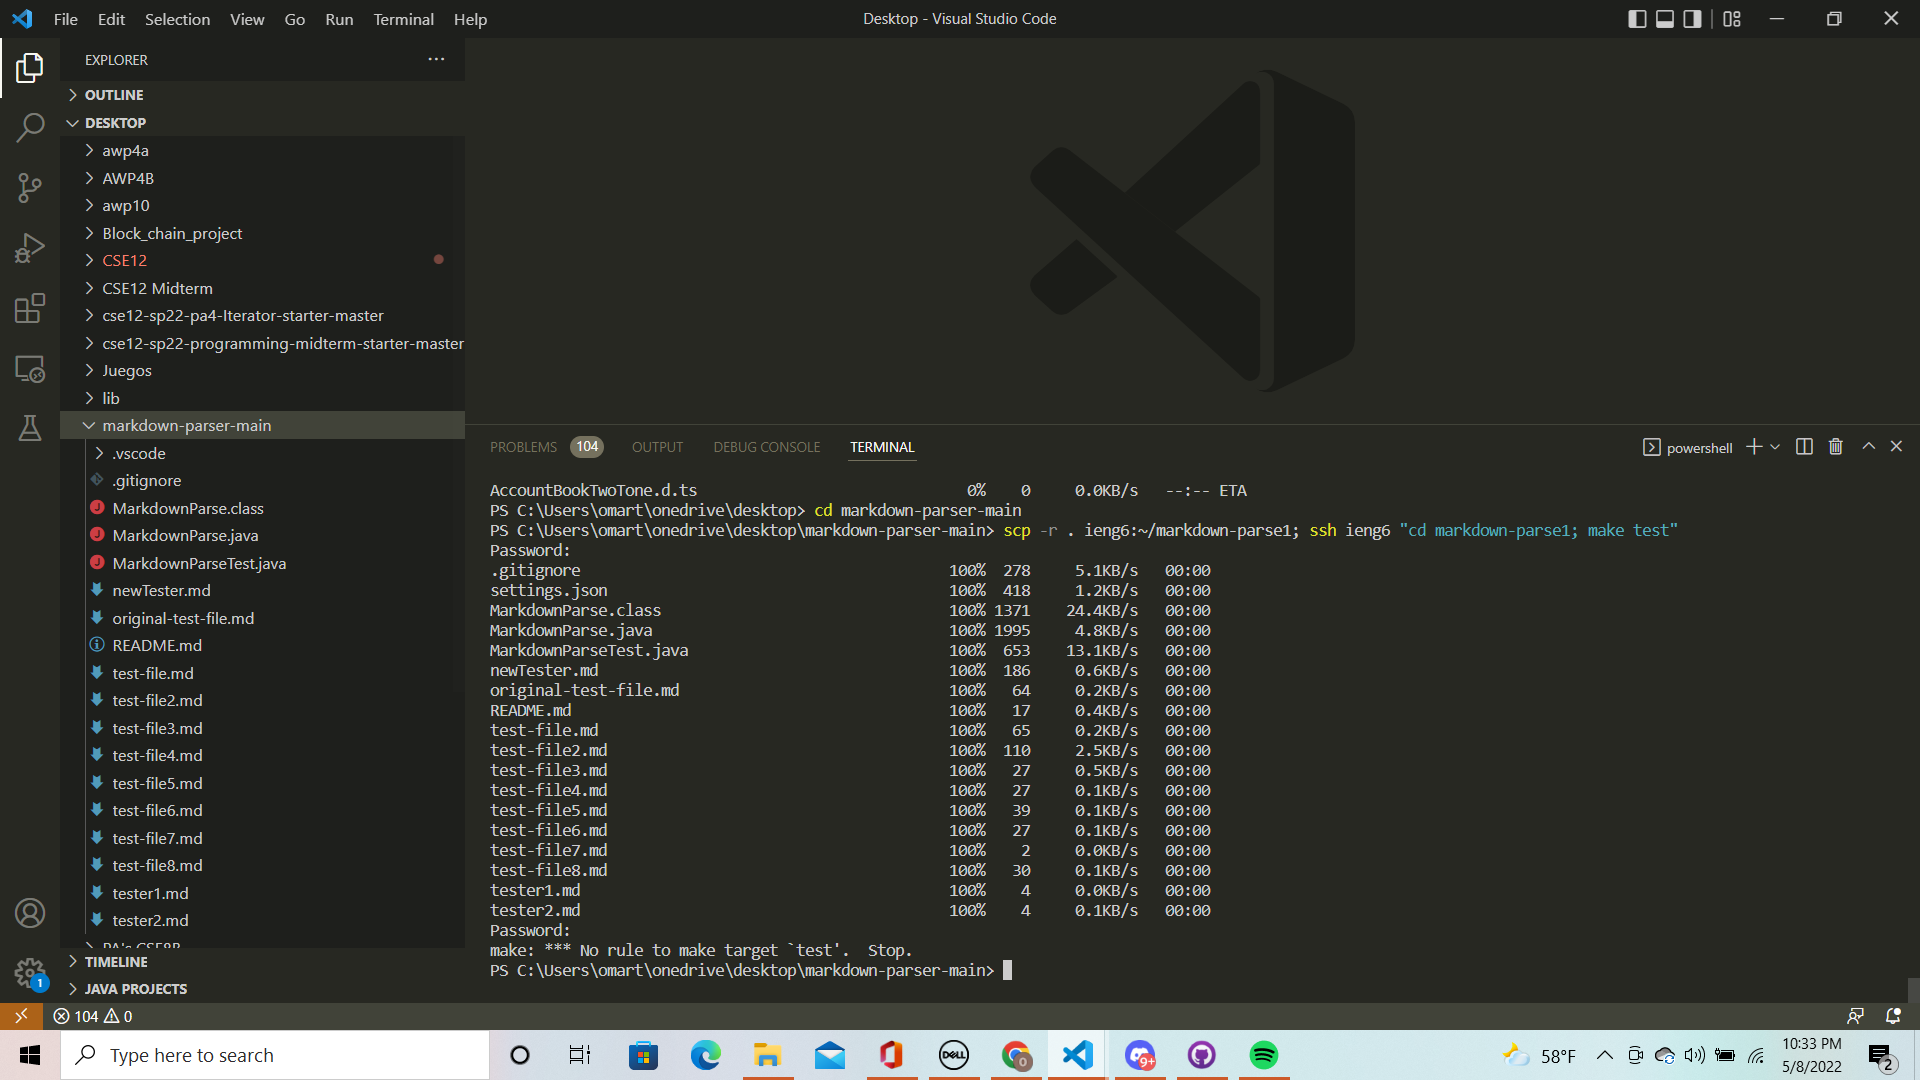 File Edit Selection View Go Run Terminal Help
Desktop - Visual Studio Code
EXPLORER
OUTLINE
DESKTOP
awp4a
AWP4B
awp10
Block_chain_project
CSE12
CSE12 Midterm
cse12-sp22-pa4-Iterator-starter-master
cse12-sp22-programming-midterm-starter-master
Juegos
lib
markdown-parser-main
.vscode
.gitignore
MarkdownParse.class
MarkdownParse.java
MarkdownParseTest.java
newTester.md
original-test-file.md
README.md
test-file.md
test-file2.md
test-file3.md
test-file4.md
test-file5.md
test-file6.md
test-file7.md
test-file8.md
tester1.md
tester2.md
PA's CSE8B
TIMELINE
JAVA PROJECTS
PROBLEMS 104 OUTPUT DEBUG CONSOLE TERMINAL
powershell
AccountBookTwoTone.d.ts 0% 0 0.0KB/s --:-- ETA
PS C:\Users\omart\onedrive\desktop> cd markdown-parser-main
PS C:\Users\omart\onedrive\desktop\markdown-parser-main> scp -r . ieng6:~/markdown-parse1; ssh ieng6 "cd markdown-parse1; make test"
Password:
.gitignore 100% 278 5.1KB/s 00:00
settings.json 100% 418 1.2KB/s 00:00
MarkdownParse.class 100% 1371 24.4KB/s 00:00
MarkdownParse.java 100% 1995 4.8KB/s 00:00
MarkdownParseTest.java 100% 653 13.1KB/s 00:00
newTester.md 100% 186 0.6KB/s 00:00
original-test-file.md 100% 64 0.2KB/s 00:00
README.md 100% 17 0.4KB/s 00:00
test-file.md 100% 65 0.2KB/s 00:00
test-file2.md 100% 110 2.5KB/s 00:00
test-file3.md 100% 27 0.5KB/s 00:00
test-file4.md 100% 27 0.1KB/s 00:00
test-file5.md 100% 39 0.1KB/s 00:00
test-file6.md 100% 27 0.1KB/s 00:00
test-file7.md 100% 2 0.0KB/s 00:00
test-file8.md 100% 30 0.1KB/s 00:00
tester1.md 100% 4 0.0KB/s 00:00
tester2.md 100% 4 0.1KB/s 00:00
Password:
make: *** No rule to make target `test'.  Stop.
PS C:\Users\omart\onedrive\desktop\markdown-parser-main>
1
104 0
Type here to search
DELL
0
9+
58°F
10:33 PM
5/8/2022
2